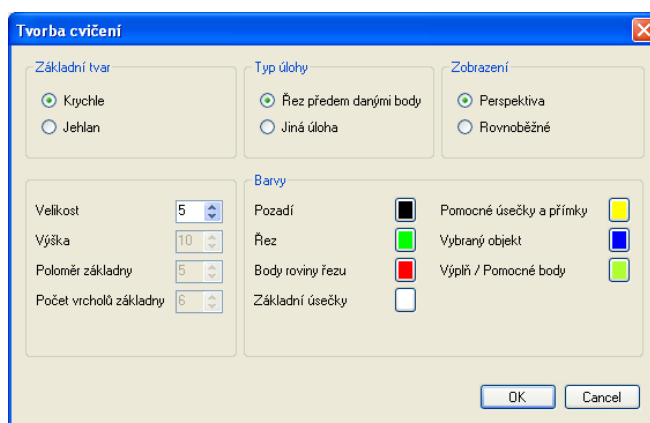 Tvorba cvičení
Základní tvar
Krychle
Jehlan
Typ úlohy
Řez předem danými body
Jiná úloha
Zobrazení
Perspektiva
Rovnoběžné
Velikost 5
Výška 10
Poloměr základny 5
Počet vrcholů základny 6
Barvy
Pozadí
Řez
Body roviny řezu
Základní úsečky
Pomocné úsečky a přímky
Vybraný objekt
Výplň / Pomocné body
OK Cancel